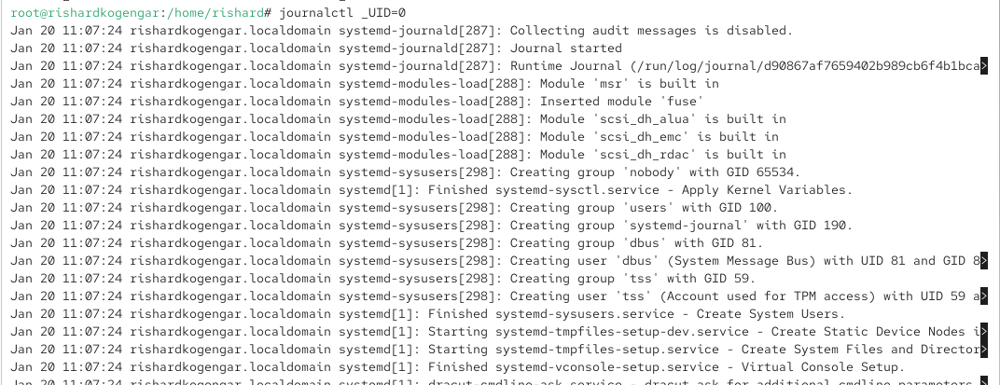 root@rishardkogengar:/home/rishard# journalctl _UID=0
Jan 20 11:07:24 rishardkogengar.localdomain systemd-journald[287]: Collecting audit messages is disabled.
Jan 20 11:07:24 rishardkogengar.localdomain systemd-journald[287]: Journal started
Jan 20 11:07:24 rishardkogengar.localdomain systemd-journald[287]: Runtime Journal (/run/log/journal/d90867af7659402b989cb6f4b1bca>
Jan 20 11:07:24 rishardkogengar.localdomain systemd-modules-load[288]: Module 'msr' is built in
Jan 20 11:07:24 rishardkogengar.localdomain systemd-modules-load[288]: Inserted module 'fuse'
Jan 20 11:07:24 rishardkogengar.localdomain systemd-modules-load[288]: Module 'scsi_dh_alua' is built in
Jan 20 11:07:24 rishardkogengar.localdomain systemd-modules-load[288]: Module 'scsi_dh_emc' is built in
Jan 20 11:07:24 rishardkogengar.localdomain systemd-modules-load[288]: Module 'scsi_dh_rdac' is built in
Jan 20 11:07:24 rishardkogengar.localdomain systemd-sysusers[298]: Creating group 'nobody' with GID 65534.
Jan 20 11:07:24 rishardkogengar.localdomain systemd[1]: Finished systemd-sysctl.service - Apply Kernel Variables.
Jan 20 11:07:24 rishardkogengar.localdomain systemd-sysusers[298]: Creating group 'users' with GID 100.
Jan 20 11:07:24 rishardkogengar.localdomain systemd-sysusers[298]: Creating group 'systemd-journal' with GID 190.
Jan 20 11:07:24 rishardkogengar.localdomain systemd-sysusers[298]: Creating group 'dbus' with GID 81.
Jan 20 11:07:24 rishardkogengar.localdomain systemd-sysusers[298]: Creating user 'dbus' (System Message Bus) with UID 81 and GID 8>
Jan 20 11:07:24 rishardkogengar.localdomain systemd-sysusers[298]: Creating group 'tss' with GID 59.
Jan 20 11:07:24 rishardkogengar.localdomain systemd-sysusers[298]: Creating user 'tss' (Account used for TPM access) with UID 59 a>
Jan 20 11:07:24 rishardkogengar.localdomain systemd[1]: Finished systemd-sysusers.service - Create System Users.
Jan 20 11:07:24 rishardkogengar.localdomain systemd[1]: Starting systemd-tmpfiles-setup-dev.service - Create Static Device Nodes i>
Jan 20 11:07:24 rishardkogengar.localdomain systemd[1]: Starting systemd-tmpfiles-setup.service - Create System Files and Director>
Jan 20 11:07:24 rishardkogengar.localdomain systemd[1]: Finished systemd-vconsole-setup.service - Virtual Console Setup.
Jan 20 11:07:24 rishardkogengar.localdomain systemd[1]: dracut-cmdline-ask.service - dracut ask for additional cmdline parameters